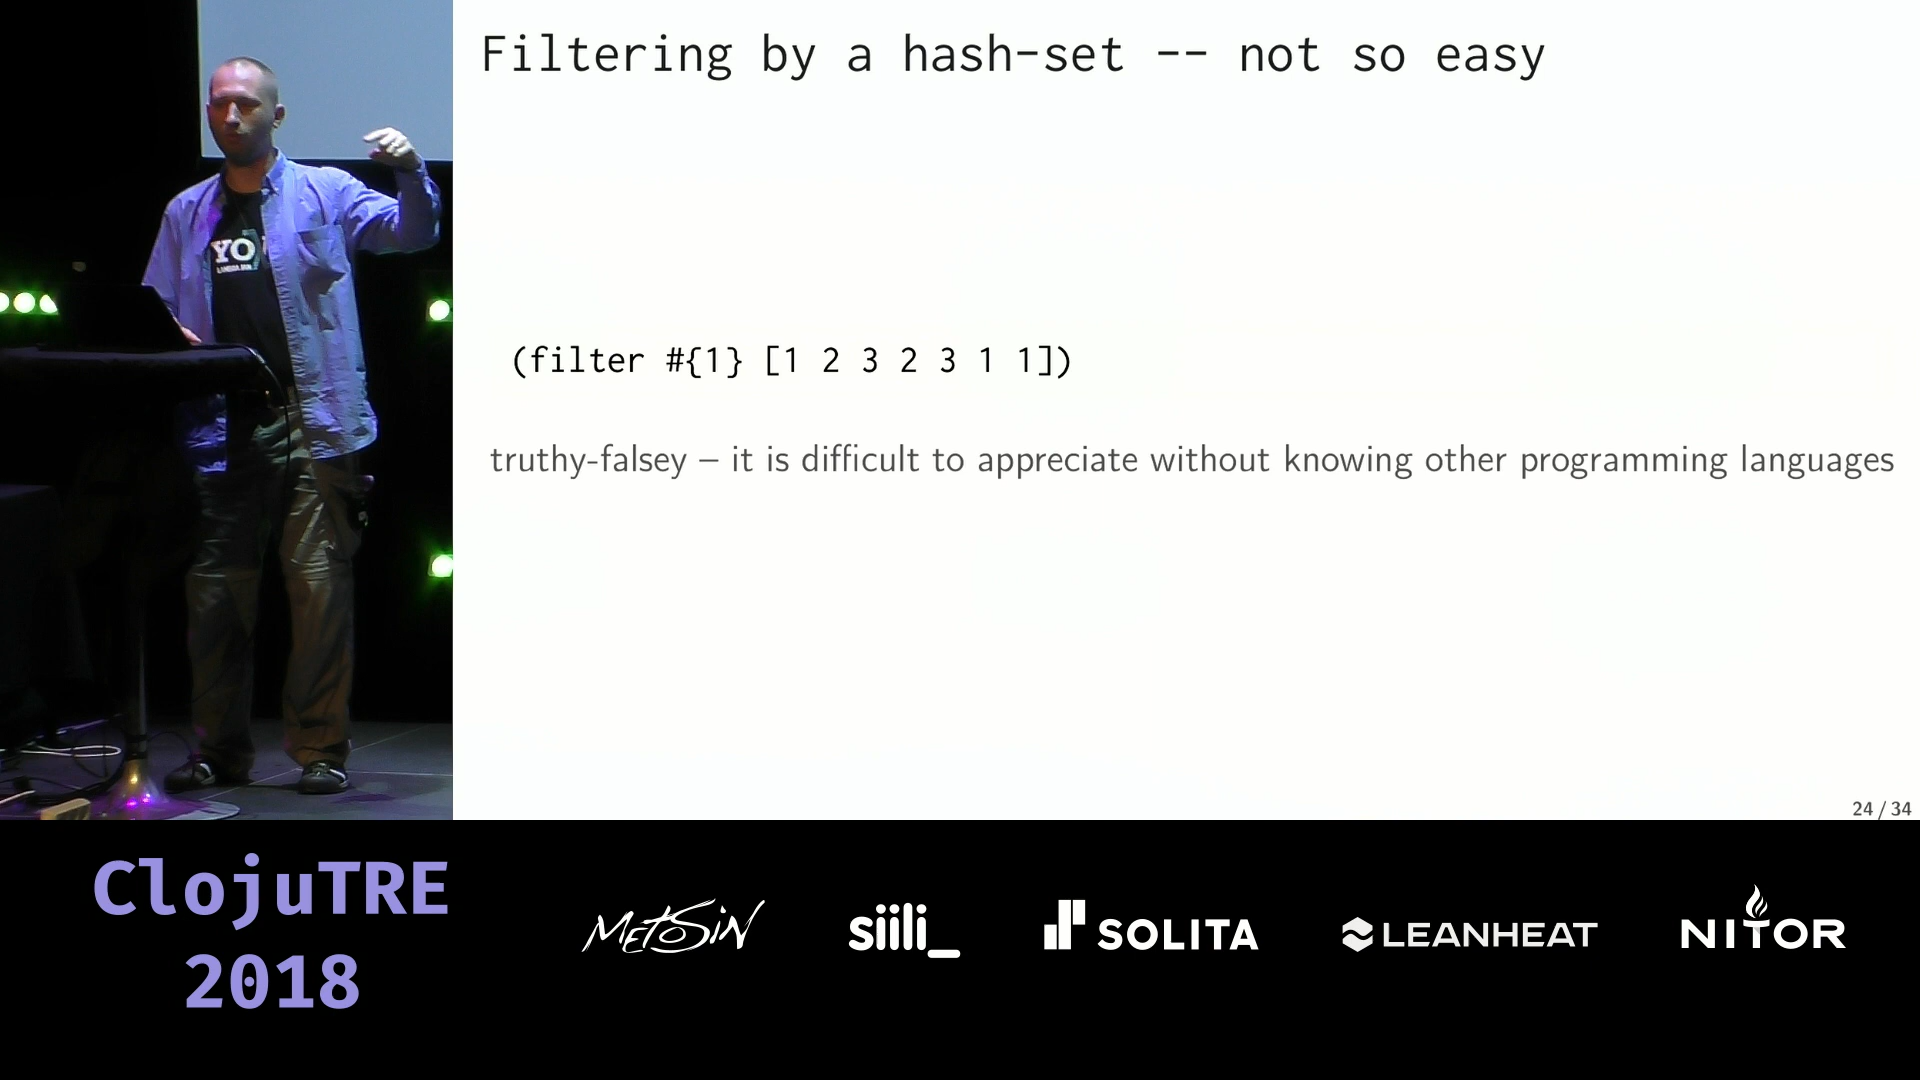 Filtering by a hash-set -- not so easy
YO
(filter #{1} [1 2 3 2 3 1 1])
truthy-falsey – it is difficult to appreciate without knowing other programming languages
24 / 34
ClojuTRE
2018
METOSIN
siili_
SOLITA
LEANHEAT
NITOR